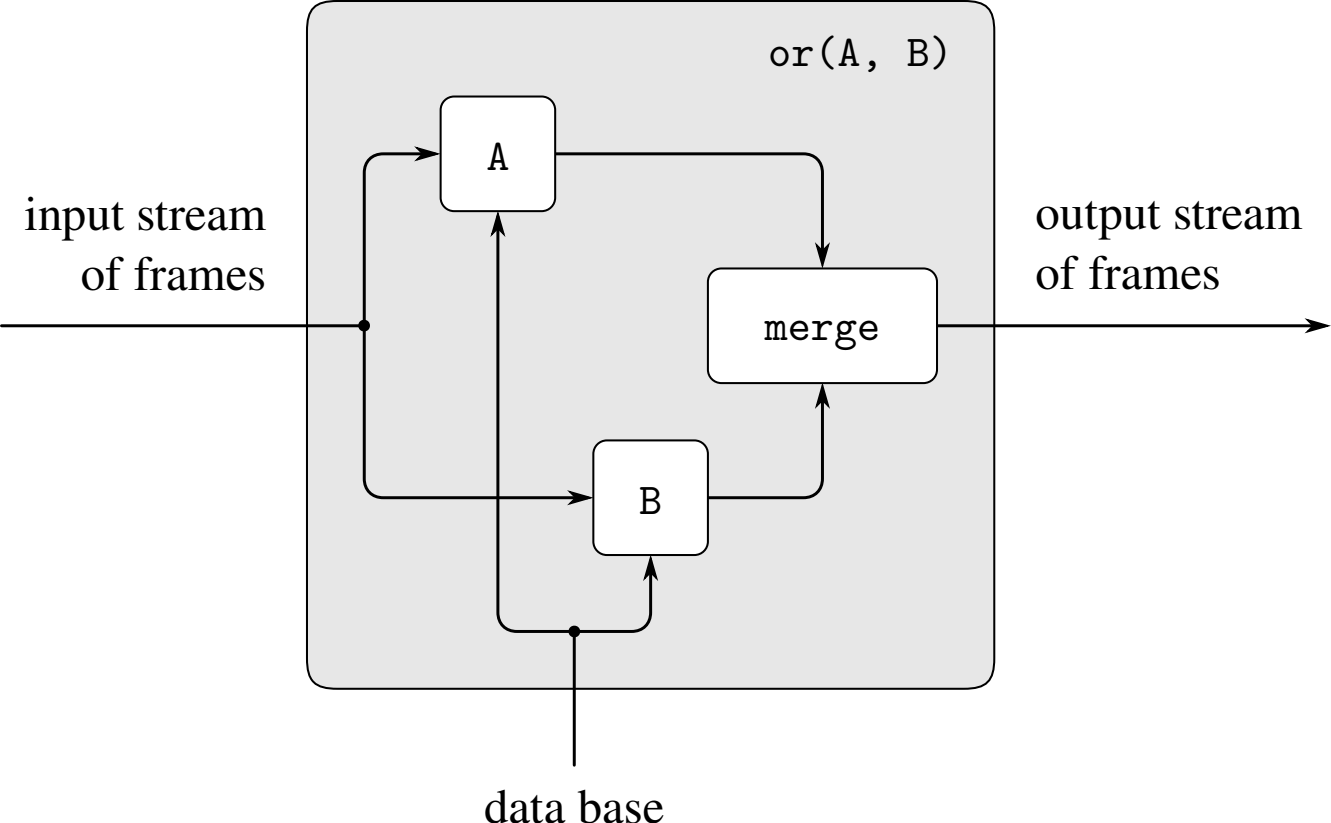 or(A, B)
A
input stream
of frames
output stream
of frames
merge
B
data base